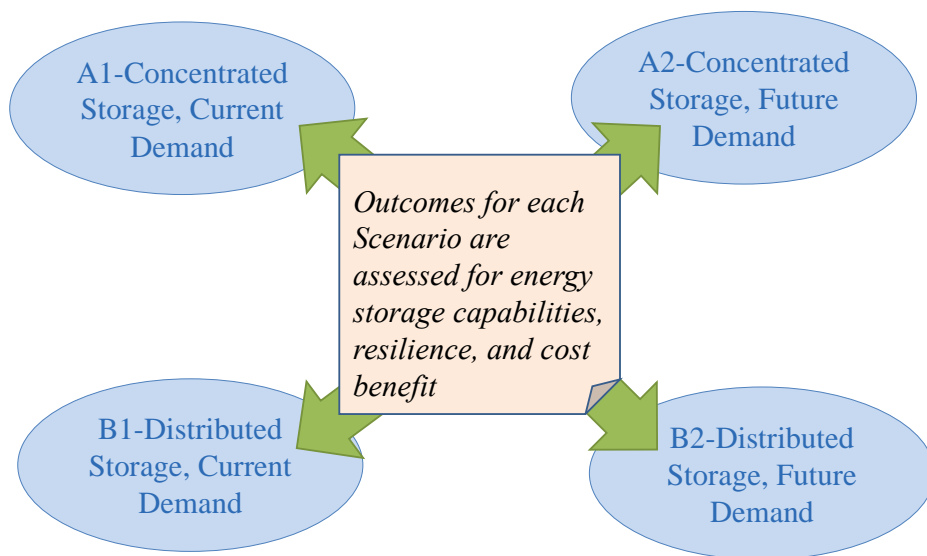 A1-Concentrated
Storage, Current
Demand
A2-Concentrated
Storage, Future
Demand
Outcomes for each
Scenario are
assessed for energy
storage capabilities,
resilience, and cost
benefit
B1-Distributed
Storage, Current
Demand
B2-Distributed
Storage, Future
Demand